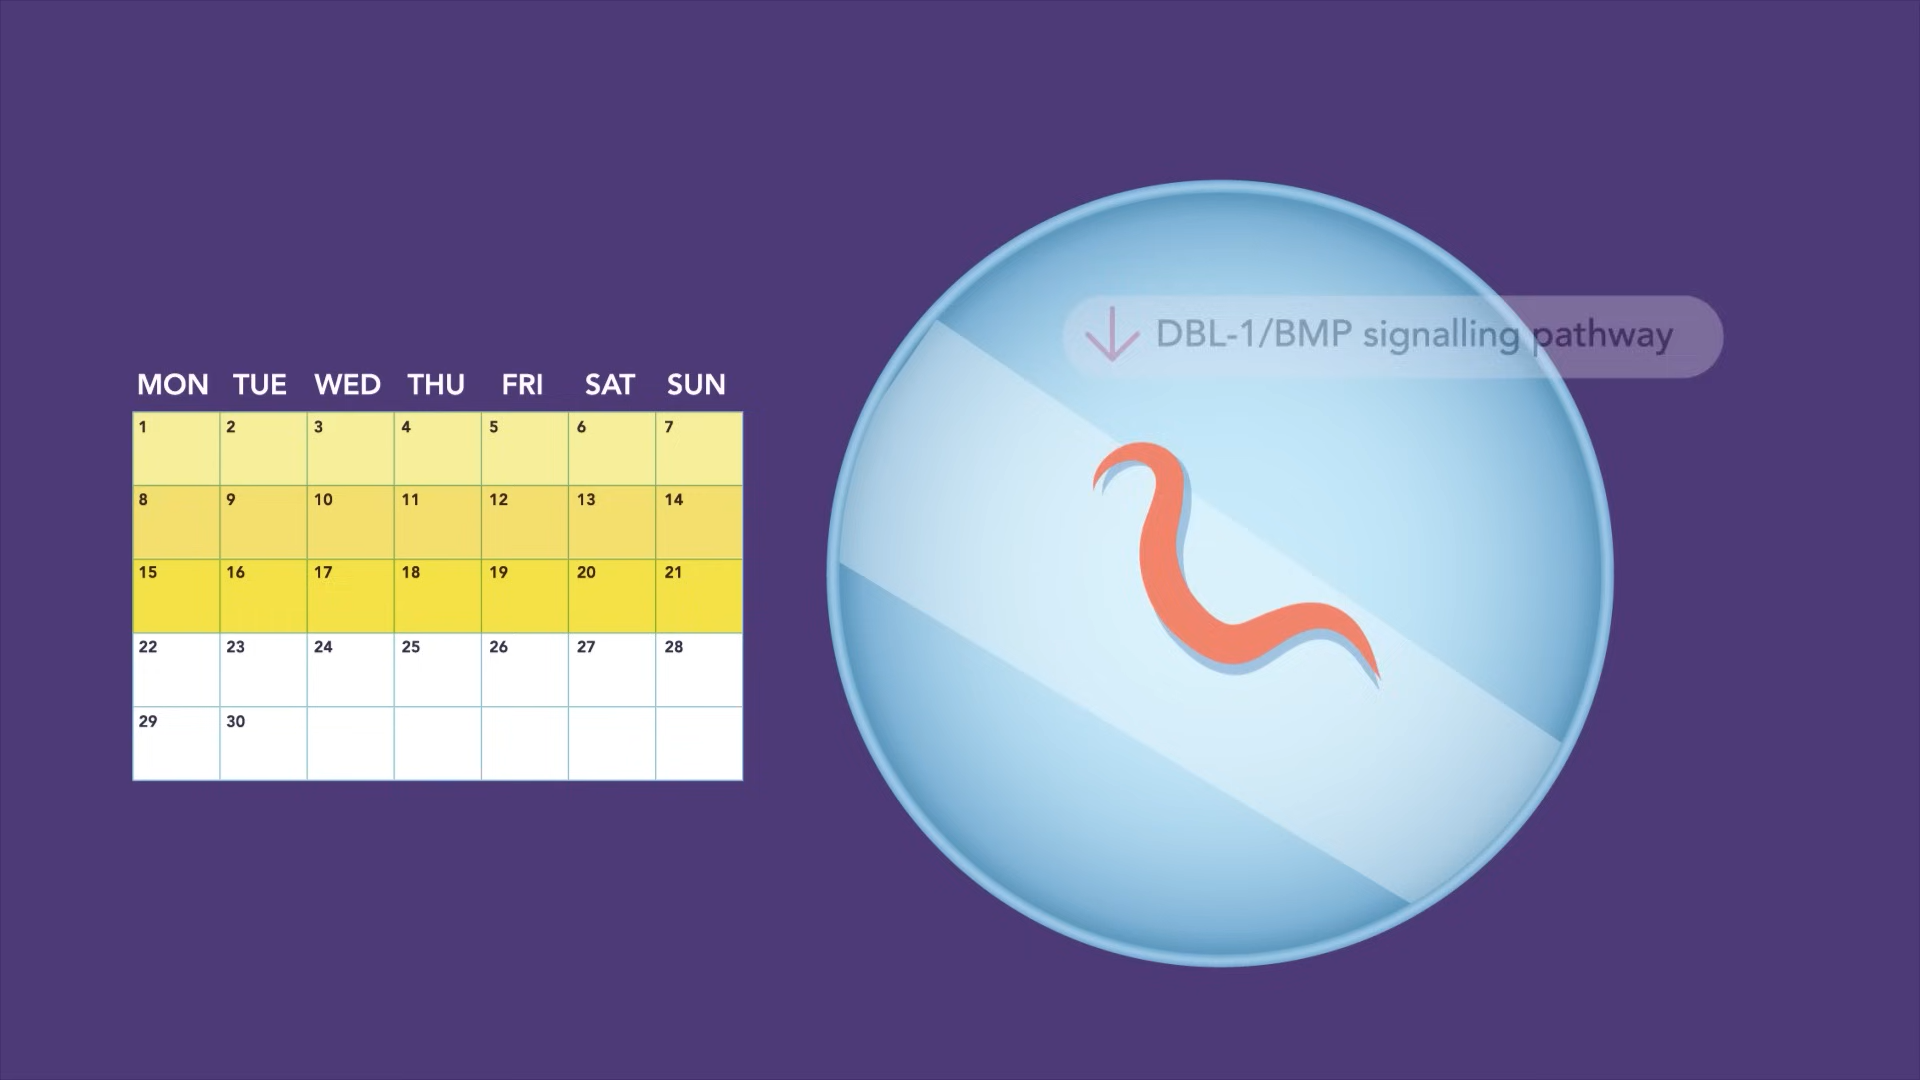 MON TUE WED THU FRI SAT SUN
1 2 3 4 5 6 7
8 9 10 11 12 13 14
15 16 17 18 19 20 21
22 23 24 25 26 27 28
29 30
DBL-1/BMP signalling pathway